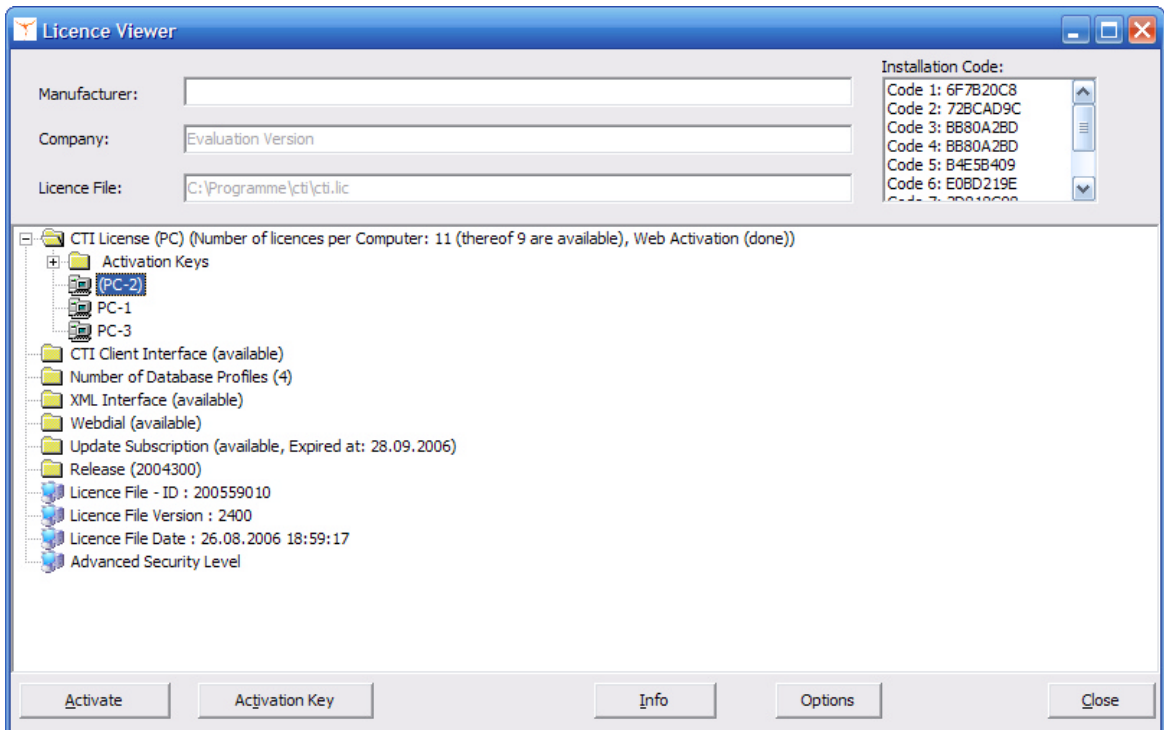 Licence Viewer
Installation Code:
Manufacturer:
Code 1: 6F7B20C8
Code 2: 72BCAD9C
Company:
Evaluation Version
Code 3: BB80A2BD
Code 4: BB80A2BD
Code 5: B4E5B409
Licence File:
C:\Programme\cti\cti.lic
Code 6: E0BD219E
CTI License (PC) (Number of licences per Computer: 11 (thereof 9 are available), Web Activation (done))
Activation Keys
(PC-2)
PC-1
PC-3
CTI Client Interface (available)
Number of Database Profiles (4)
XML Interface (available)
Webdial (available)
Update Subscription (available, Expired at: 28.09.2006)
Release (2004300)
Licence File - ID : 200559010
Licence File Version : 2400
Licence File Date : 26.08.2006 18:59:17
Advanced Security Level
Activate
Activation Key
Info
Options
Close